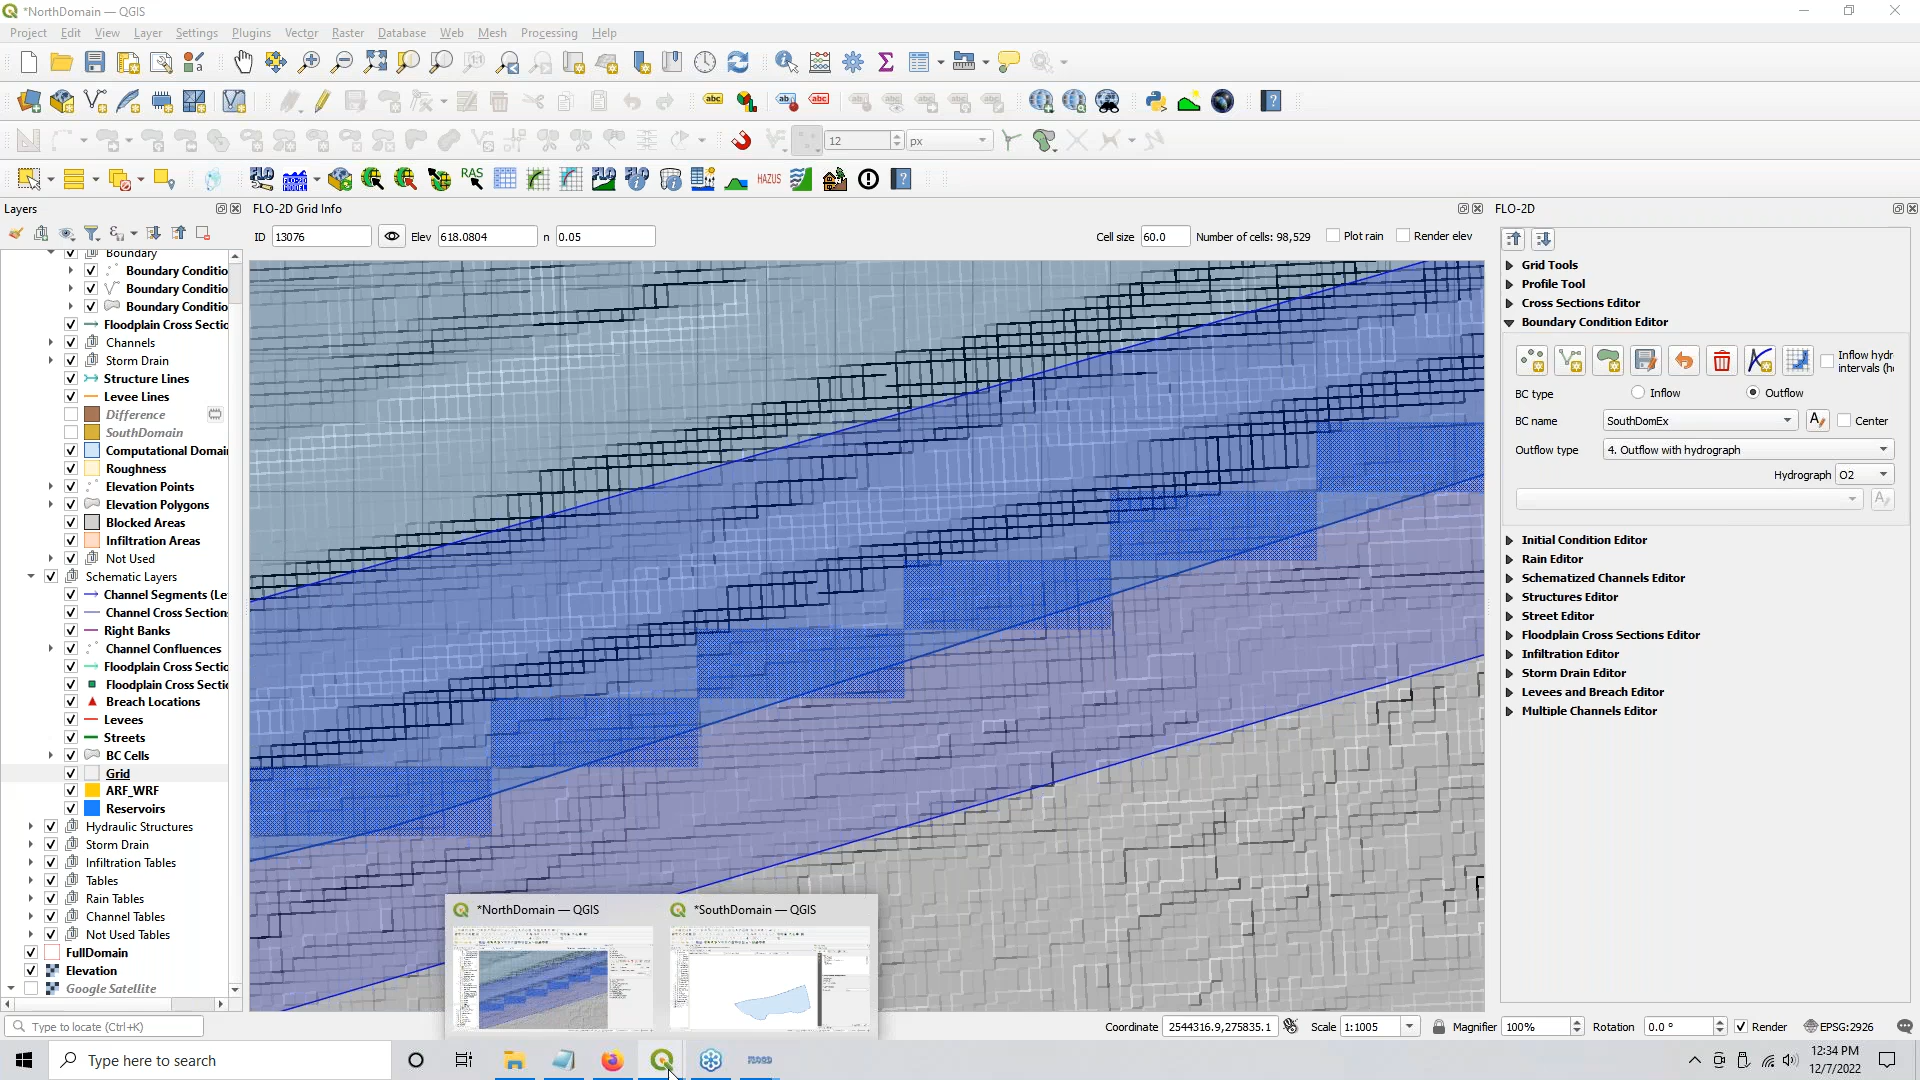 *NorthDomain — QGIS
Project Edit View Layer Settings Plugins Vector Raster Database Web Mesh Processing Help
abc abc abc
12 px
FLO RAS FLO FLO HAZUS
Layers FLO-2D Grid Info FLO-2D
ID 13076 Elev 618.0804 n 0.05 Cell size 60.0 Number of cells: 98,529 Plot rain Render elev
Boundary
Boundary Conditio
Boundary Conditio
Boundary Conditio
Floodplain Cross Sectio
Channels
Storm Drain
Structure Lines
Levee Lines
Difference
SouthDomain
Computational Domai
Roughness
Elevation Points
Elevation Polygons
Blocked Areas
Infiltration Areas
Not Used
Schematic Layers
Channel Segments (Le
Channel Cross Section
Right Banks
Channel Confluences
Floodplain Cross Sectio
Floodplain Cross Secti
Breach Locations
Levees
Streets
BC Cells
Grid
ARF_WRF
Reservoirs
Hydraulic Structures
Storm Drain
Infiltration Tables
Tables
Rain Tables
Channel Tables
Not Used Tables
FullDomain
Elevation
Google Satellite
Grid Tools
Profile Tool
Cross Sections Editor
Boundary Condition Editor
Inflow hydr
intervals (h
BC type Inflow Outflow
BC name SouthDomEx Center
Outflow type 4. Outflow with hydrograph
Hydrograph O2
Initial Condition Editor
Rain Editor
Schematized Channels Editor
Structures Editor
Street Editor
Floodplain Cross Sections Editor
Infiltration Editor
Storm Drain Editor
Levees and Breach Editor
Multiple Channels Editor
*NorthDomain — QGIS *SouthDomain — QGIS
Type to locate (Ctrl+K) Coordinate 2544316.9,275835.1 Scale 1:1005 Magnifier 100% Rotation 0.0 ° Render EPSG:2926
Type here to search FLO2D 12:34 PM
12/7/2022